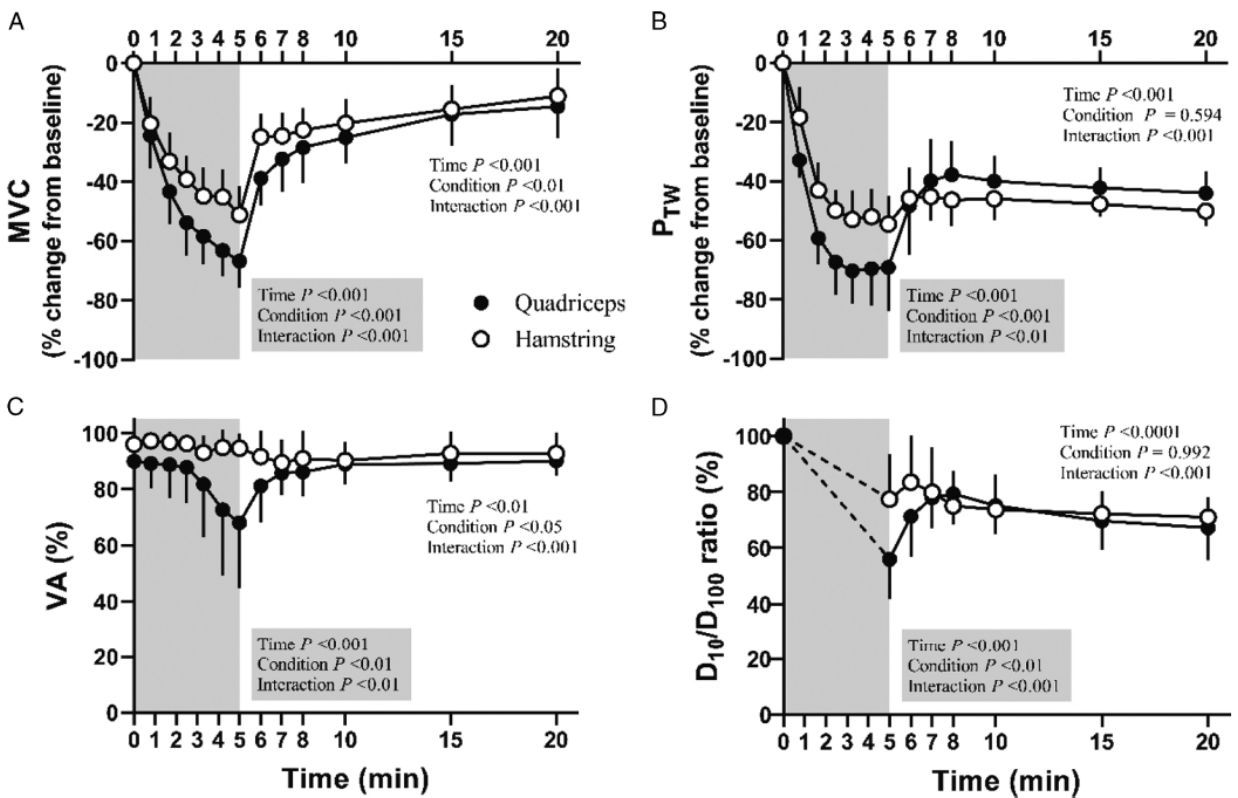 A
0 1 2 3 4 5 6 7 8 10 15 20
MVC
(% change from baseline)
0
-20
-40
-60
-80
-100
Time P <0.001
Condition P <0.01
Interaction P <0.001
Time P <0.001
Condition P <0.001
Interaction P <0.001
Quadriceps
Hamstring
B
0 1 2 3 4 5 6 7 8 10 15 20
PTW
(% change from baseline)
0
-20
-40
-60
-80
-100
Time P <0.001
Condition P = 0.594
Interaction P <0.001
Time P <0.001
Condition P <0.001
Interaction P <0.01
C
VA (%)
100
80
60
40
20
0
Time P <0.01
Condition P <0.05
Interaction P <0.001
Time P <0.001
Condition P <0.01
Interaction P <0.01
0 1 2 3 4 5 6 7 8 10 15 20
Time (min)
D
D10/D100 ratio (%)
100
80
60
40
20
0
Time P <0.0001
Condition P = 0.992
Interaction P <0.001
Time P <0.001
Condition P <0.01
Interaction P <0.001
0 1 2 3 4 5 6 7 8 10 15 20
Time (min)